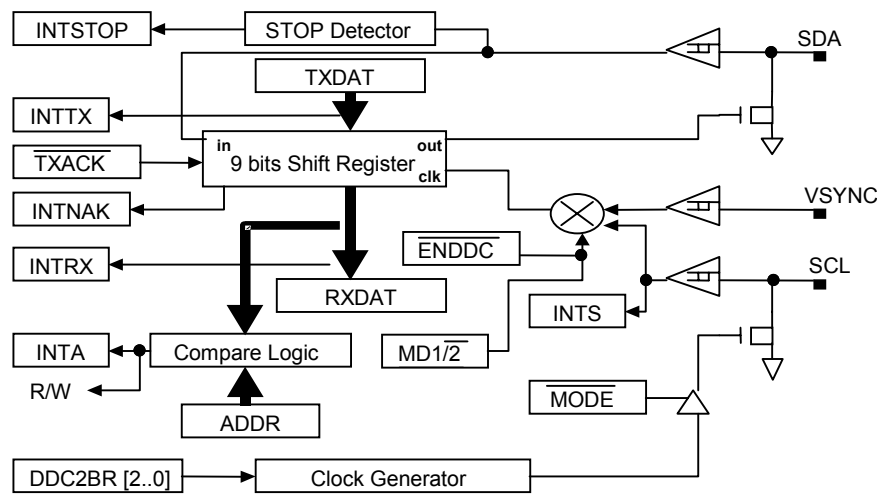 INTSTOP
STOP Detector
SDA
TXDAT
INTTX
in
out
TXACK
9 bits Shift Register
clk
INTNAK
VSYNC
ENDDC
INTRX
SCL
RXDAT
INTS
INTA
Compare Logic
MD1/2
R/W
MODE
ADDR
DDC2BR [2..0]
Clock Generator